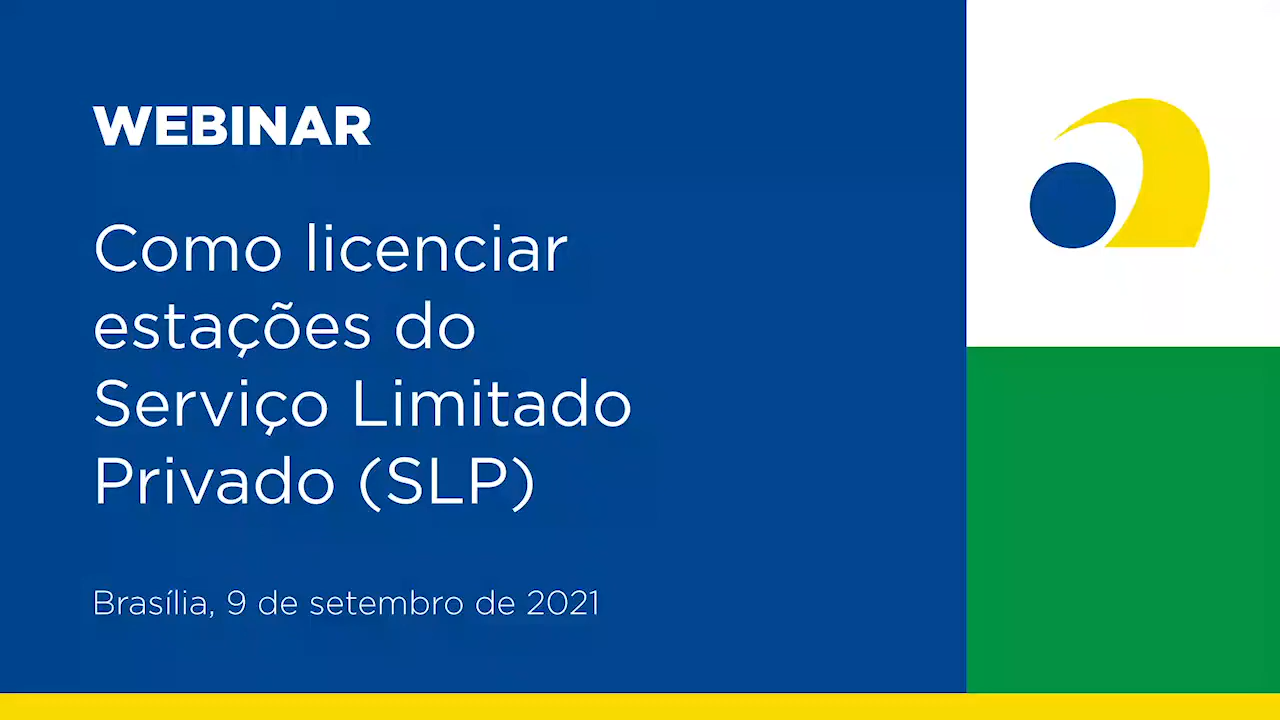 WEBINAR
Como licenciar
estações do
Serviço Limitado
Privado (SLP)
Brasília, 9 de setembro de 2021